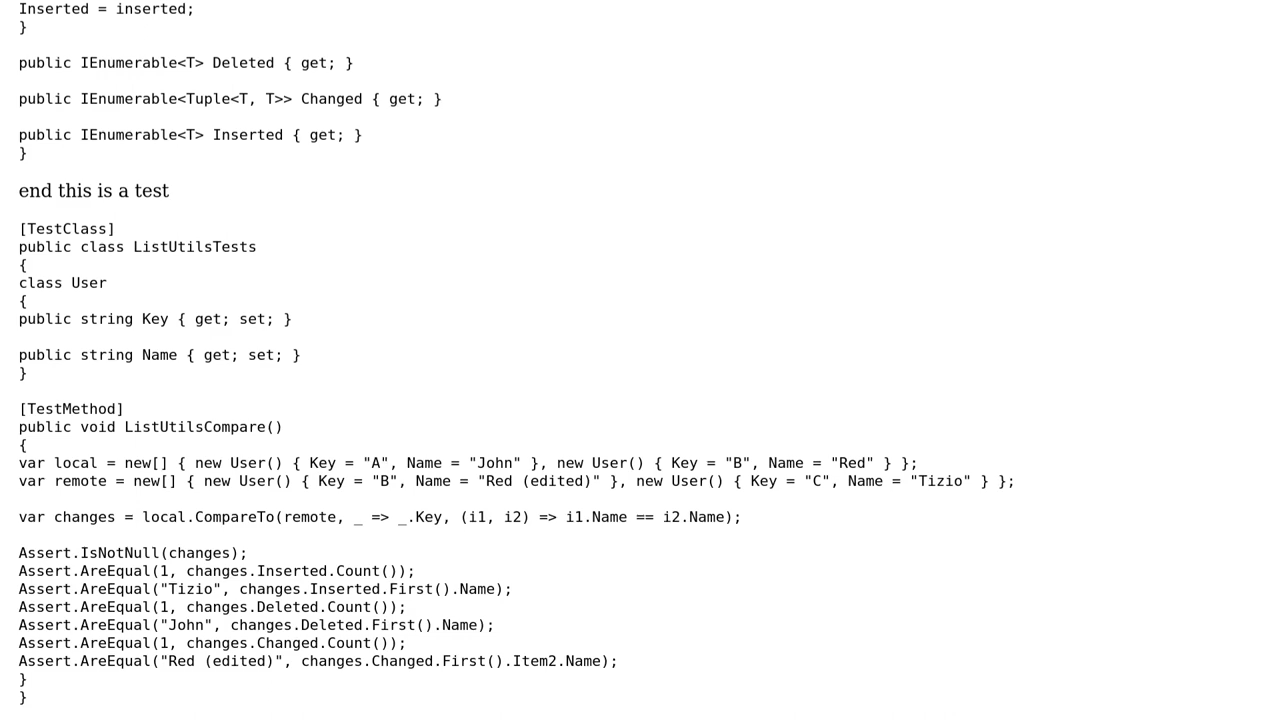 Inserted = inserted;
}
public IEnumerable<T> Deleted { get; }
public IEnumerable<Tuple<T, T>> Changed { get; }
public IEnumerable<T> Inserted { get; }
}
end this is a test
[TestClass]
public class ListUtilsTests
{
class User
{
public string Key { get; set; }
public string Name { get; set; }
}
[TestMethod]
public void ListUtilsCompare()
{
var local = new[] { new User() { Key = "A", Name = "John" }, new User() { Key = "B", Name = "Red" } };
var remote = new[] { new User() { Key = "B", Name = "Red (edited)" }, new User() { Key = "C", Name = "Tizio" } };
var changes = local.CompareTo(remote, _ => _.Key, (i1, i2) => i1.Name == i2.Name);
Assert.IsNotNull(changes);
Assert.AreEqual(1, changes.Inserted.Count());
Assert.AreEqual("Tizio", changes.Inserted.First().Name);
Assert.AreEqual(1, changes.Deleted.Count());
Assert.AreEqual("John", changes.Deleted.First().Name);
Assert.AreEqual(1, changes.Changed.Count());
Assert.AreEqual("Red (edited)", changes.Changed.First().Item2.Name);
}
}